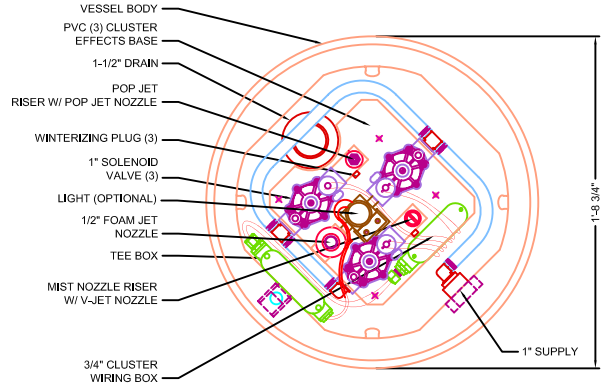 VESSEL BODY
PVC (3) CLUSTER
EFFECTS BASE
1-1/2" DRAIN
POP JET
RISER W/ POP JET NOZZLE
WINTERIZING PLUG (3)
1" SOLENOID
VALVE (3)
LIGHT (OPTIONAL)
1/2" FOAM JET
NOZZLE
TEE BOX
MIST NOZZLE RISER
W/ V-JET NOZZLE
3/4" CLUSTER
WIRING BOX
1" SUPPLY
1'-8 3/4"